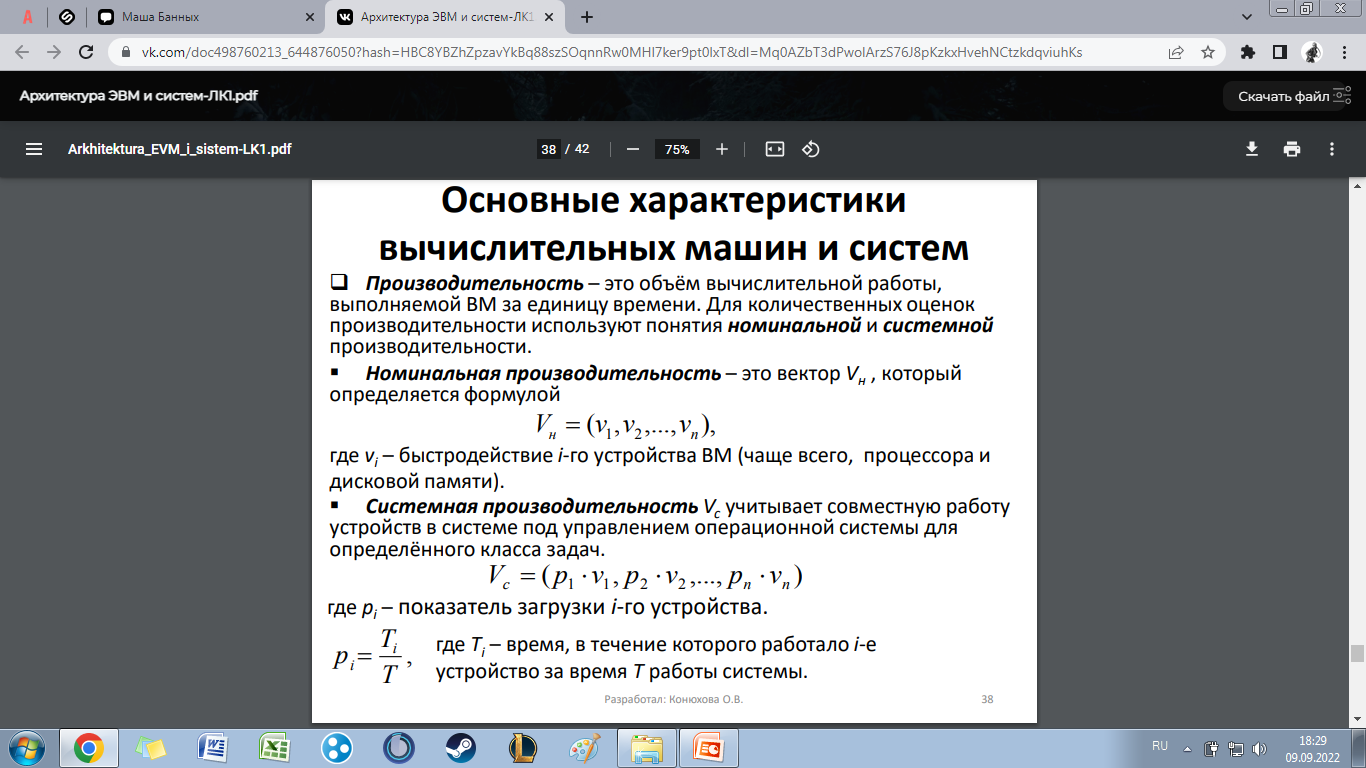 Маша Банных
Архитектура ЭВМ и систем-ЛК1
vk.com/doc498760213_644876050?hash=HBC8YBZhZpzavYkBq88szSOqnnRw0MHl7ker9pt0lxT&dl=Mq0AZbT3dPwolArzS76J8pKzkxHvehNCtzkdqviuhKs
Архитектура ЭВМ и систем-ЛК1.pdf
Скачать файл
Arkhitektura_EVM_i_sistem-LK1.pdf
38 / 42
75%
Основные характеристики
вычислительных машин и систем
Производительность – это объём вычислительной работы,
выполняемой ВМ за единицу времени. Для количественных оценок
производительности используют понятия номинальной и системной
производительности.
Номинальная производительность – это вектор Vн , который
определяется формулой
Vн = (v1,v2,...,vn),
где vi – быстродействие i-го устройства ВМ (чаще всего, процессора и
дисковой памяти).
Системная производительность Vc учитывает совместную работу
устройств в системе под управлением операционной системы для
определённого класса задач.
Vc = (p1·v1, p2·v2,..., pn·vn)
где pi – показатель загрузки i-го устройства.
pi= Ti/T , где Ti – время, в течение которого работало i-е
устройство за время T работы системы.
Разработал: Конюхова О.В.
38
RU
18:29
09.09.2022